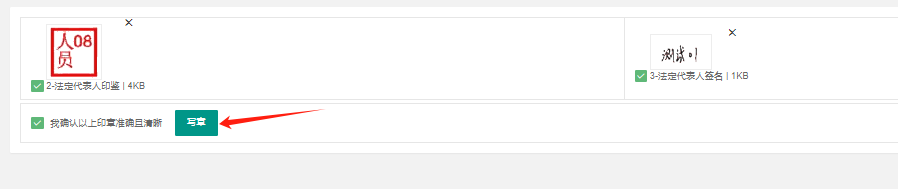 人08
员
2-法定代表人印鉴 | 4KB
测试01
3-法定代表人签名 | 1KB
我确认以上印章准确且清晰
写章